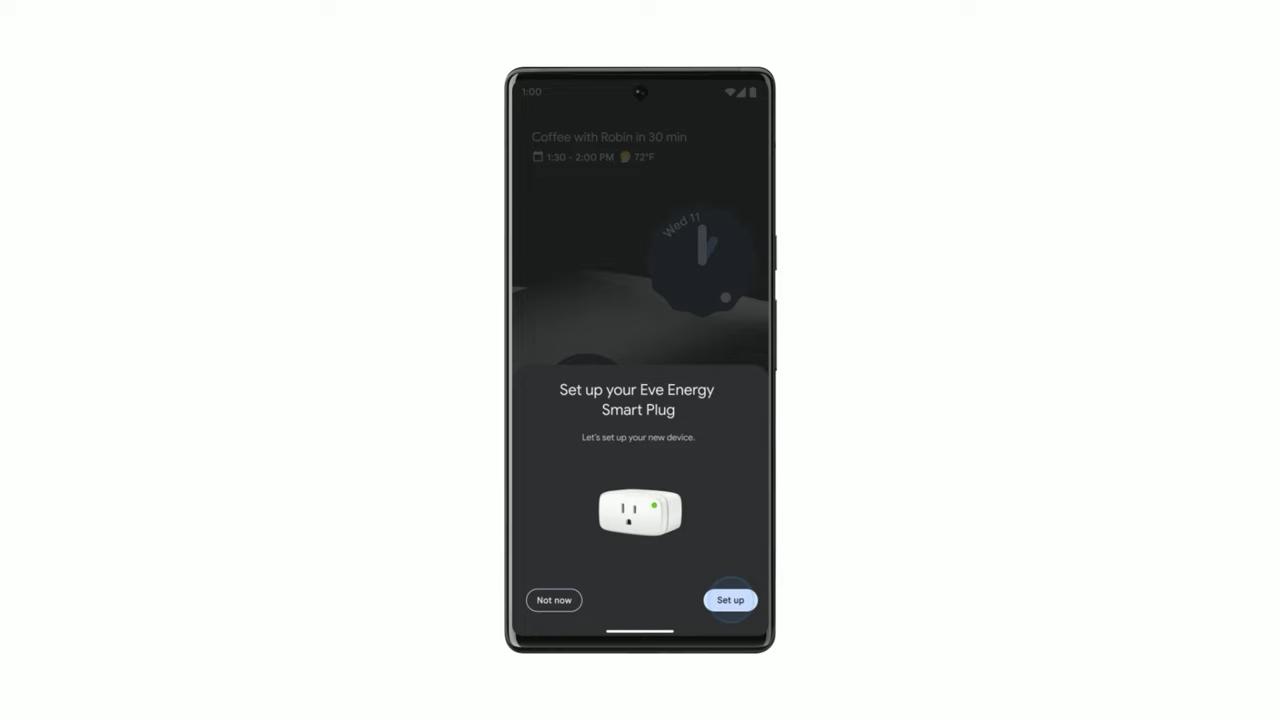 1:00
Coffee with Robin in 30 min
1:30 - 2:00 PM 72°F
Wed 11
Set up your Eve Energy
Smart Plug
Let's set up your new device.
Not now
Set up